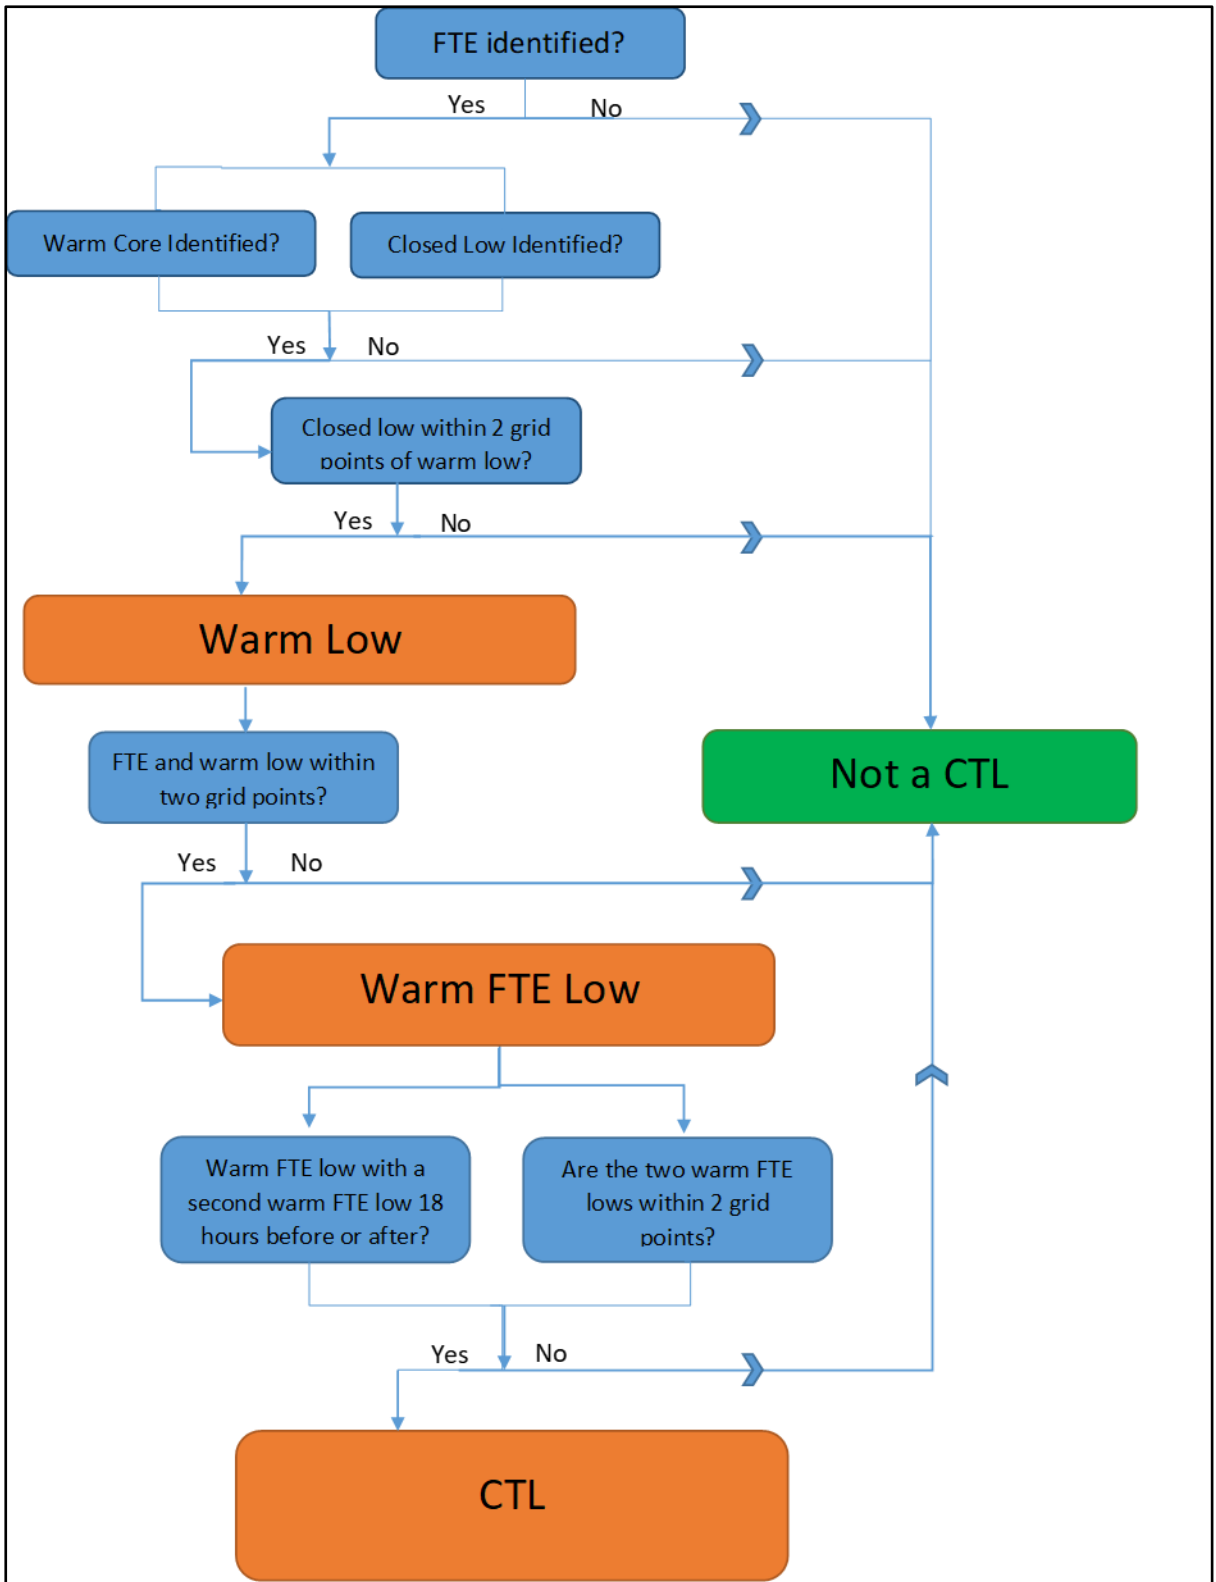 FTE identified?
Yes
No
Warm Core Identified?
Closed Low Identified?
Yes
No
Closed low within 2 grid
points of warm low?
Yes
No
Warm Low
FTE and warm low within
two grid points?
Not a CTL
Yes
No
Warm FTE Low
Warm FTE low with a
second warm FTE low 18
hours before or after?
Are the two warm FTE
lows within 2 grid
points?
Yes
No
CTL